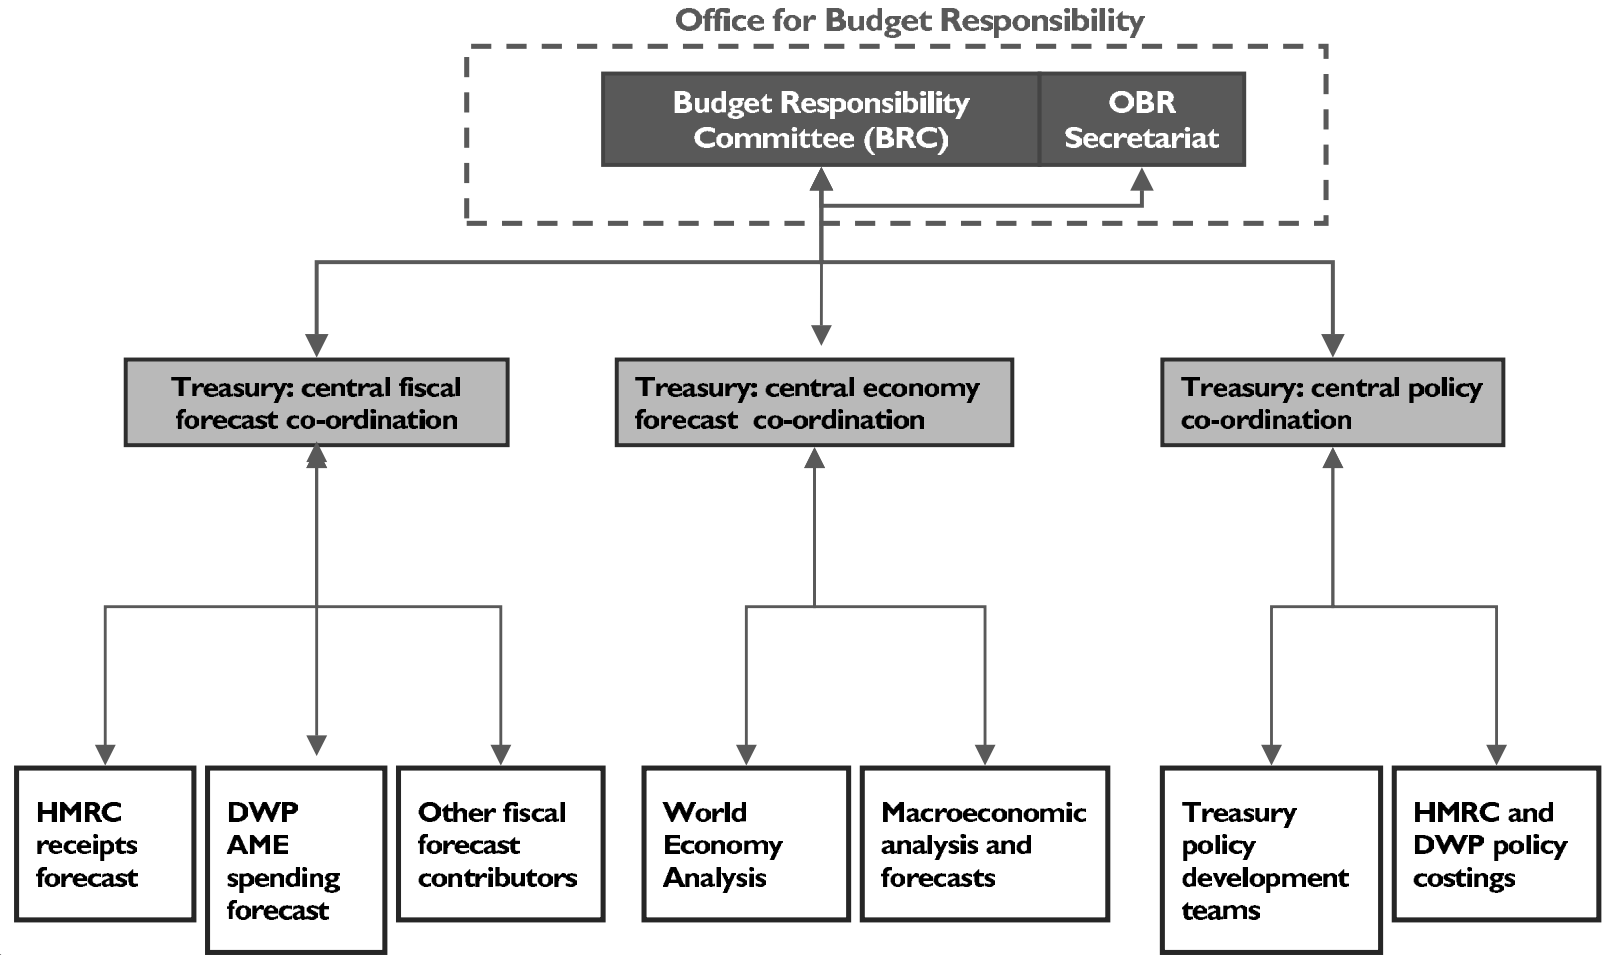 Office for Budget Responsibility
Budget Responsibility
Committee (BRC)
OBR
Secretariat
Treasury: central fiscal
forecast co-ordination
Treasury: central economy
forecast  co-ordination
Treasury: central policy
co-ordination
HMRC
receipts
forecast
DWP
AME
spending
forecast
Other fiscal
forecast
contributors
World
Economy
Analysis
Macroeconomic
analysis and
forecasts
Treasury
policy
development
teams
HMRC and
DWP policy
costings